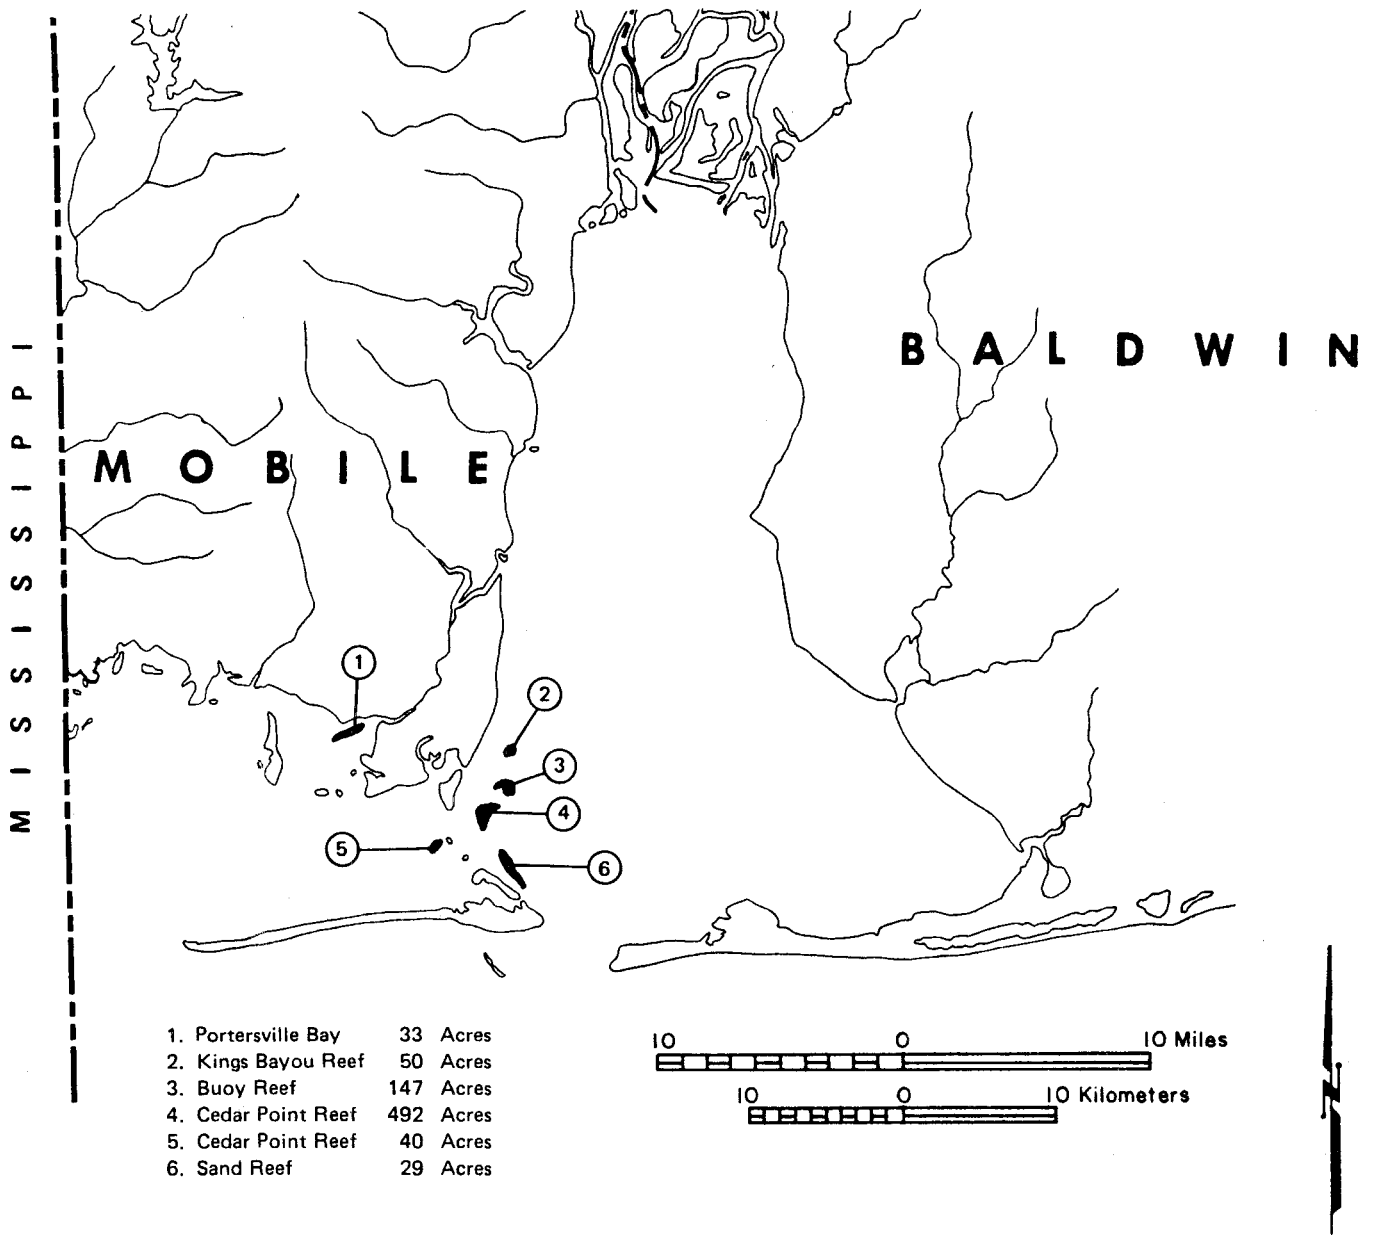 BALDWIN
MISSISSIPPI
MOBILE
1
2
3
4
5
6
1. Portersville Bay 33 Acres
2. Kings Bayou Reef 50 Acres
3. Buoy Reef 147 Acres
4. Cedar Point Reef 492 Acres
5. Cedar Point Reef 40 Acres
6. Sand Reef 29 Acres
10 0 10 Miles
10 0 10 Kilometers
N